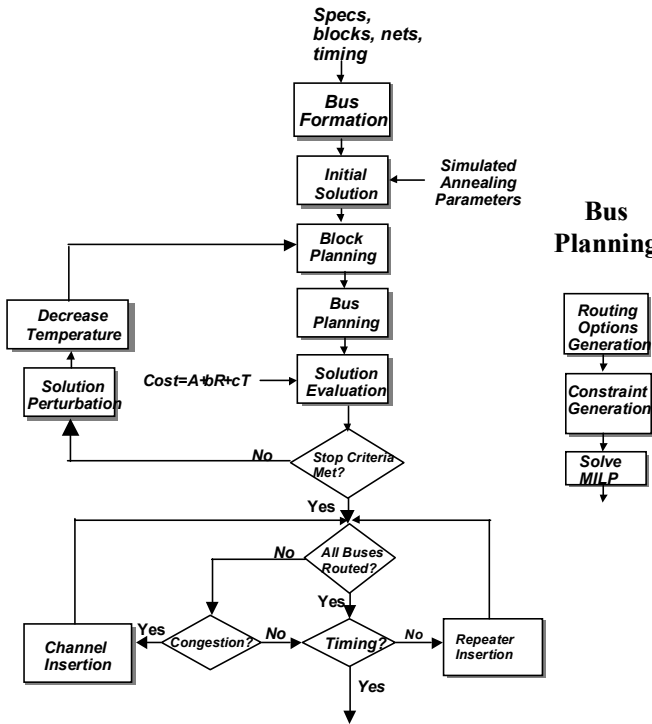 Specs,
blocks, nets,
timing
Bus
Formation
Initial
Solution
Simulated
Annealing
Parameters
Block
Planning
Bus
Planning
Decrease
Temperature
Solution
Perturbation
Cost=A+bR+cT
Solution
Evaluation
No
Stop Criteria
Met?
Yes
No
All Buses
Routed?
Yes
Channel
Insertion
Yes
Congestion?
No
Timing?
No
Repeater
Insertion
Yes
Bus
Planning
Routing
Options
Generation
Constraint
Generation
Solve
MILP